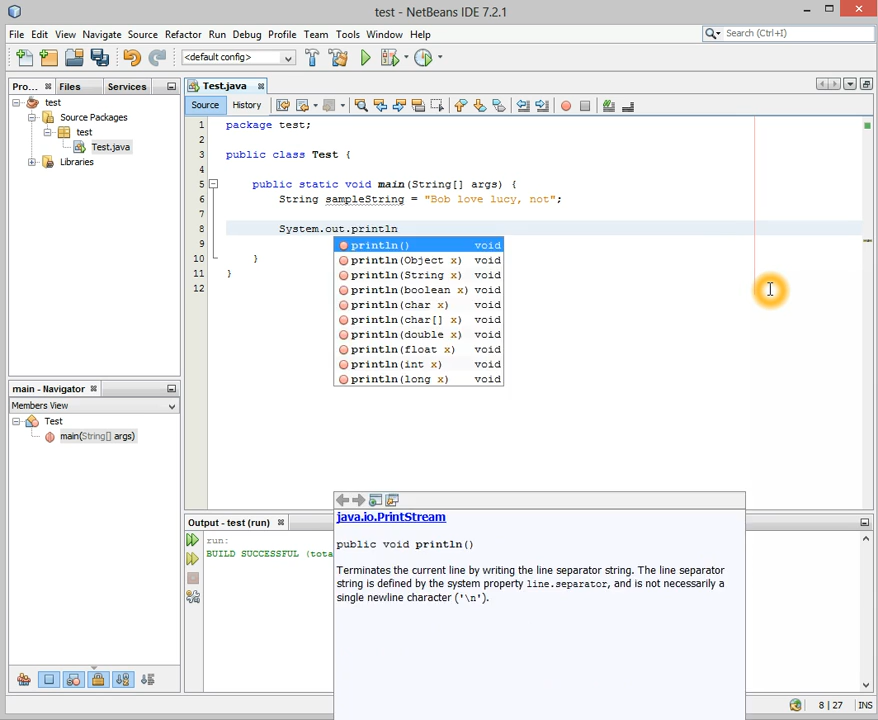 test - NetBeans IDE 7.2.1
File Edit View Navigate Source Refactor Run Debug Profile Team Tools Window Help
Search (Ctrl+I)
<default config>
Pro... Files Services
Test.java
test
Source Packages
test
Test.java
Libraries
Source History
1 package test;
2
3 public class Test {
4
5 public static void main(String[] args) {
6 String sampleString = "Bob love lucy, not";
7
8 System.out.println
9
10 }
11 }
12
println() void
println(Object x) void
println(String x) void
println(boolean x) void
println(char x) void
println(char[] x) void
println(double x) void
println(float x) void
println(int x) void
println(long x) void
main - Navigator
Members View
Test
main(String[] args)
java.io.PrintStream
public void println()
Terminates the current line by writing the line separator string. The line separator
string is defined by the system property line.separator, and is not necessarily a
single newline character ('\n').
Output - test (run)
run:
BUILD SUCCESSFUL (tota
8 | 27 INS